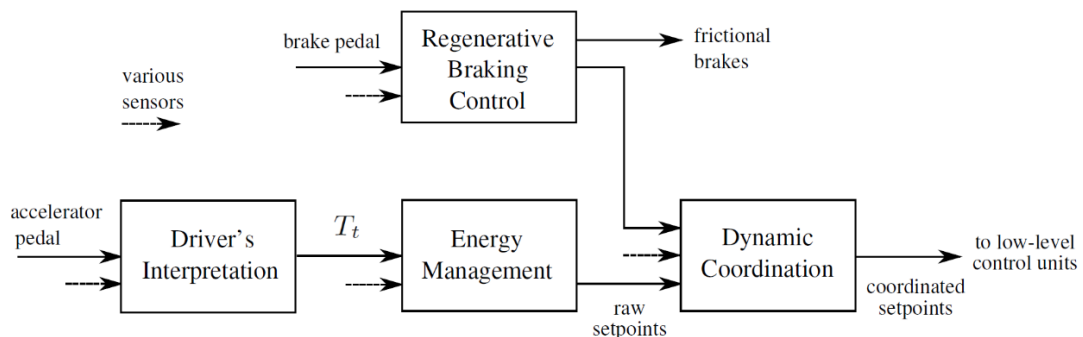 brake pedal
Regenerative
Braking
Control
frictional
brakes
various
sensors
accelerator
pedal
Driver's
Interpretation
T_t
Energy
Management
raw
setpoints
Dynamic
Coordination
to low-level
control units
coordinated
setpoints